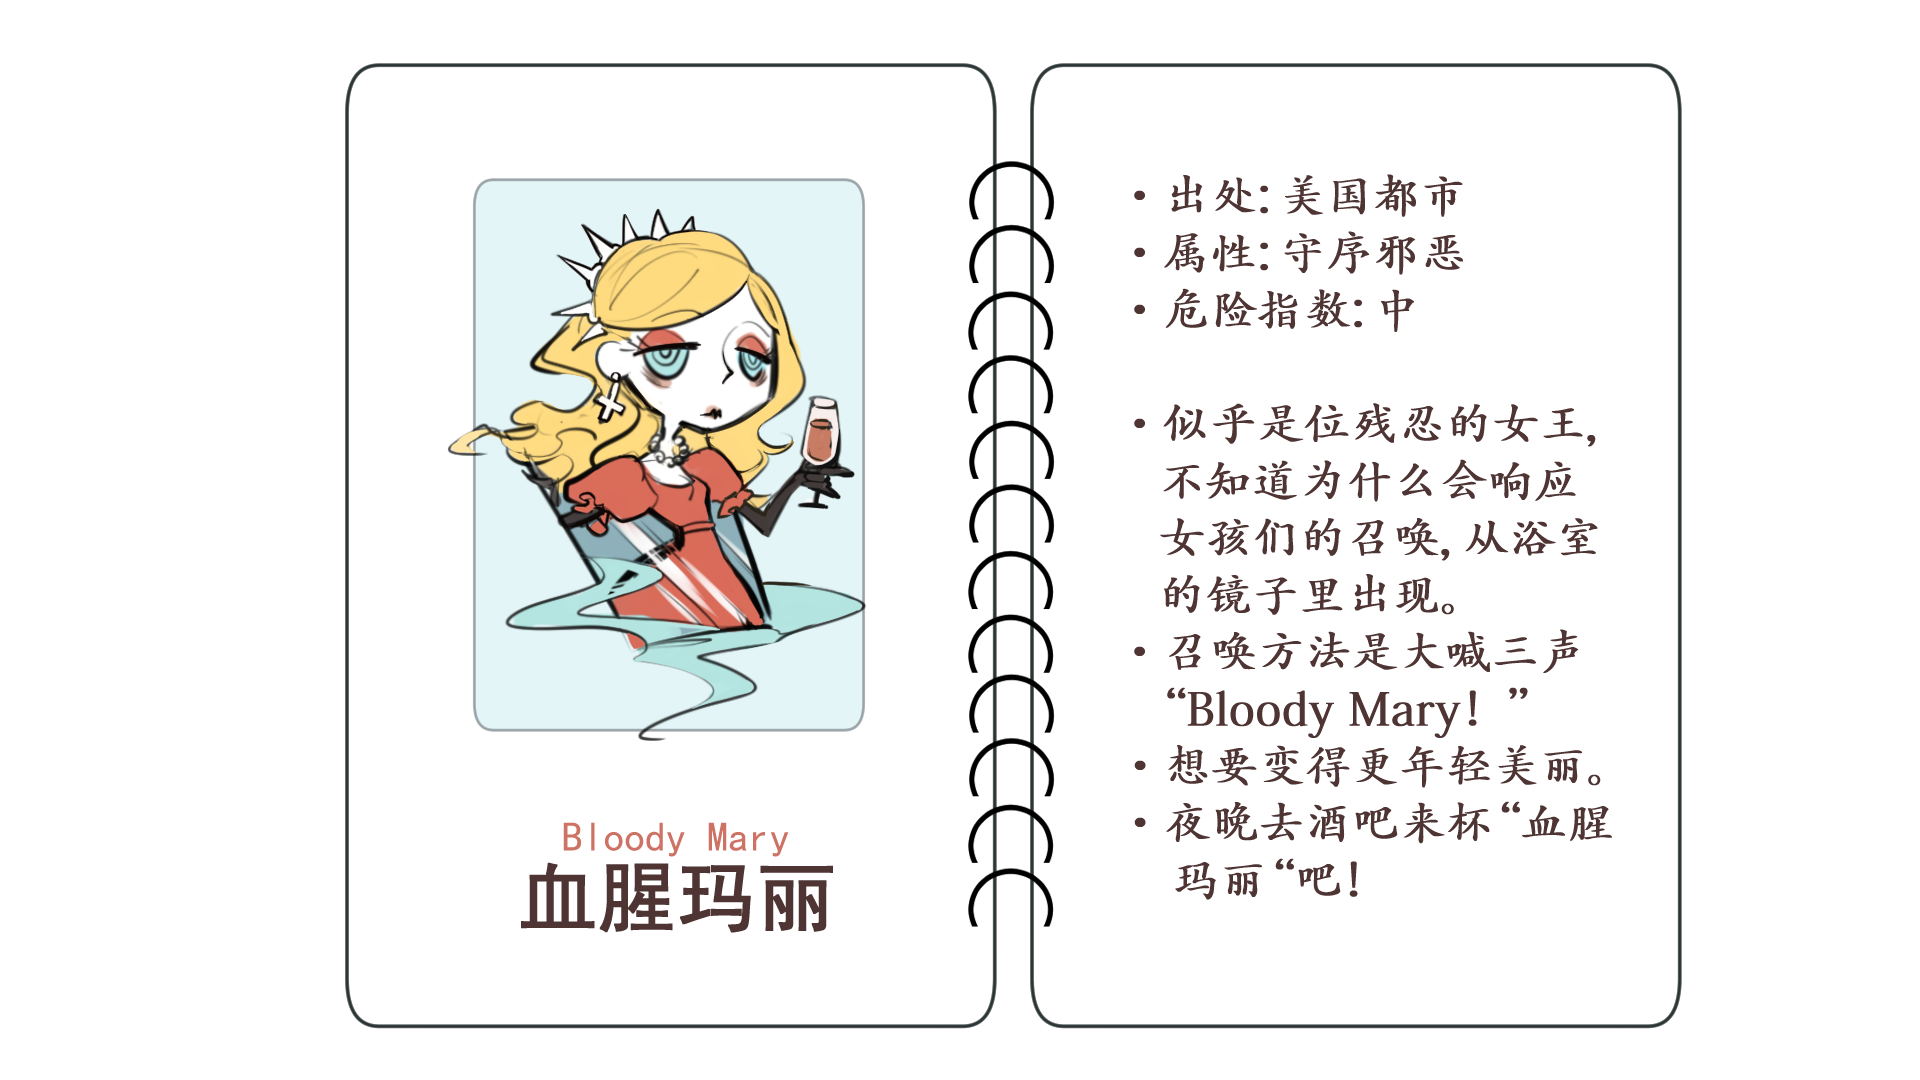 Bloody Mary
血腥玛丽
• 出处：美国都市
• 属性：守序邪恶
• 危险指数：中
• 似乎是位残忍的女王，
不知道为什么会响应
女孩们的召唤，从浴室
的镜子里出现。
• 召唤方法是大喊三声
“Bloody Mary！”
• 想要变得更年轻美丽。
• 夜晚去酒吧来杯“血腥
玛丽“吧！